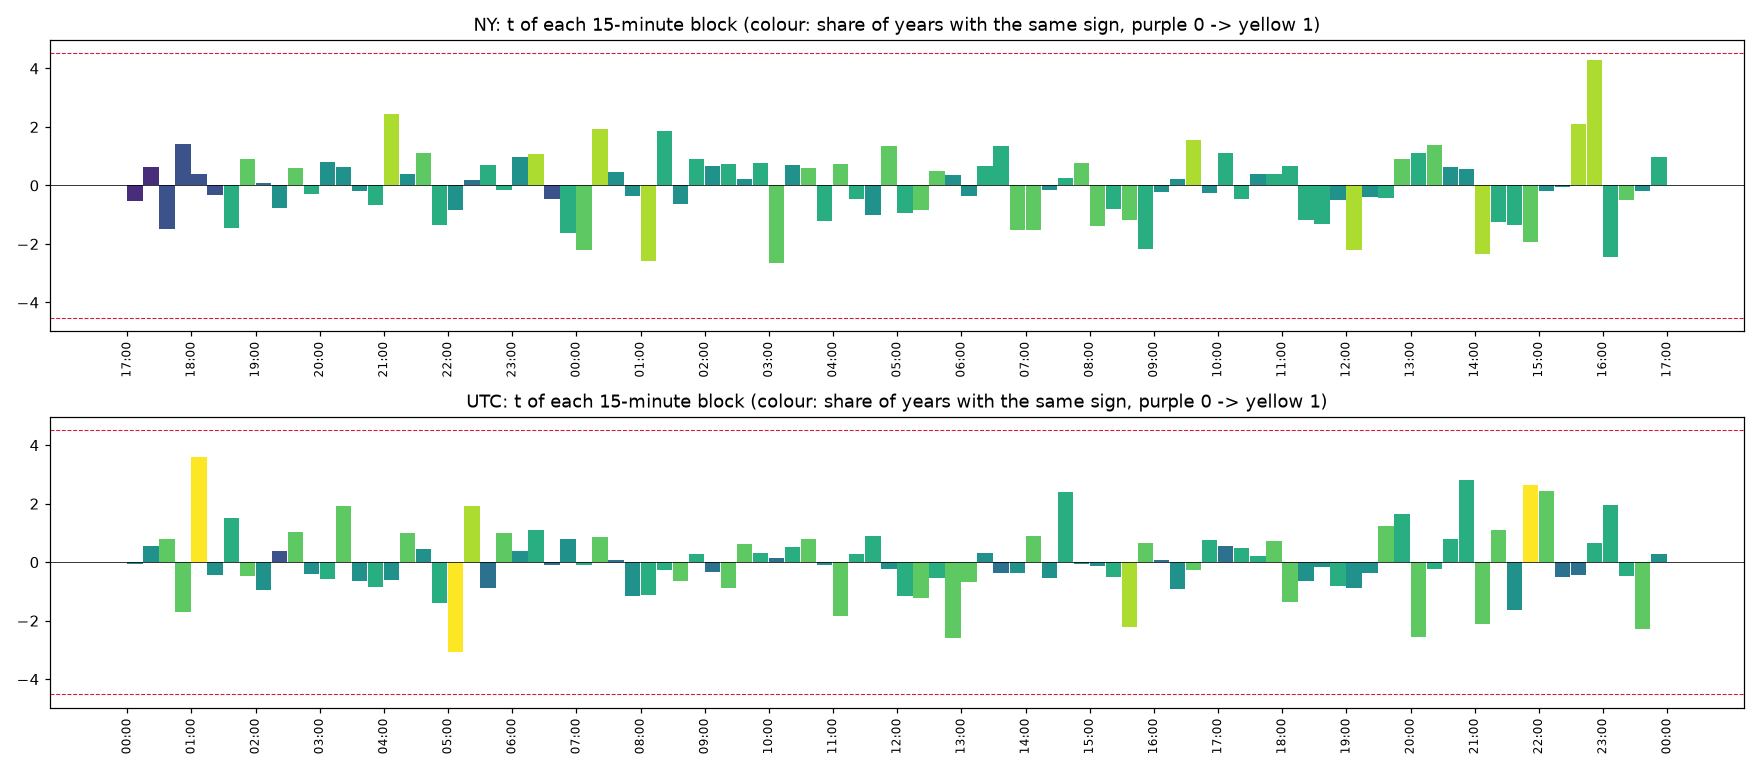 NY: t of each 15-minute block (colour: share of years with the same sign, purple 0 -> yellow 1)
4
2
0
−2
−4
17:00 18:00 19:00 20:00 21:00 22:00 23:00 00:00 01:00 02:00 03:00 04:00 05:00 06:00 07:00 08:00 09:00 10:00 11:00 12:00 13:00 14:00 15:00 16:00 17:00
UTC: t of each 15-minute block (colour: share of years with the same sign, purple 0 -> yellow 1)
4
2
0
−2
−4
00:00 01:00 02:00 03:00 04:00 05:00 06:00 07:00 08:00 09:00 10:00 11:00 12:00 13:00 14:00 15:00 16:00 17:00 18:00 19:00 20:00 21:00 22:00 23:00 00:00